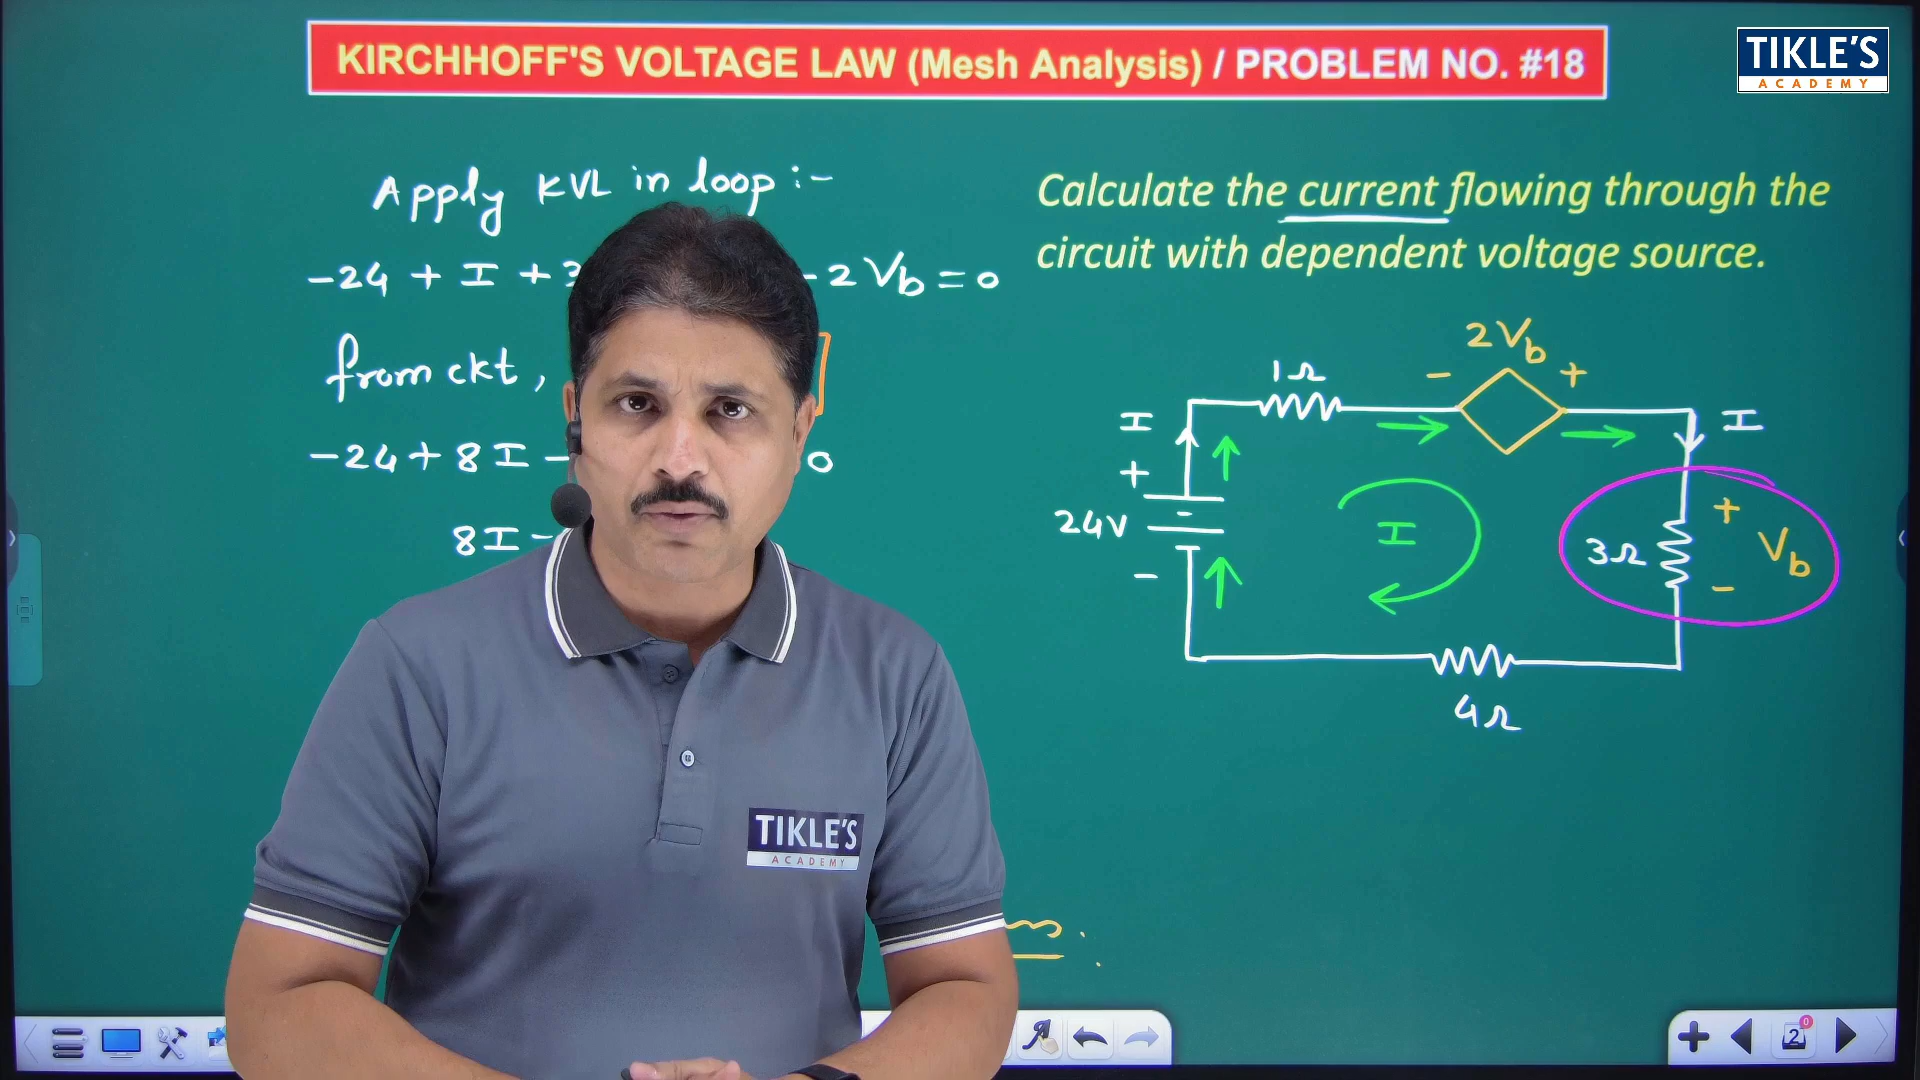 KIRCHHOFF'S VOLTAGE LAW (Mesh Analysis) / PROBLEM NO. #18
TIKLE'S
ACADEMY
Apply KVL in loop :-
-24 + I + 3 - 2Vb = 0
from ckt,
-24 + 8I - 0
8I -
Calculate the current flowing through the
circuit with dependent voltage source.
2Vb
- +
1Ω
I I
+
24V
-
I
3Ω
+
Vb
-
4Ω
TIKLE'S
ACADEMY
2
0